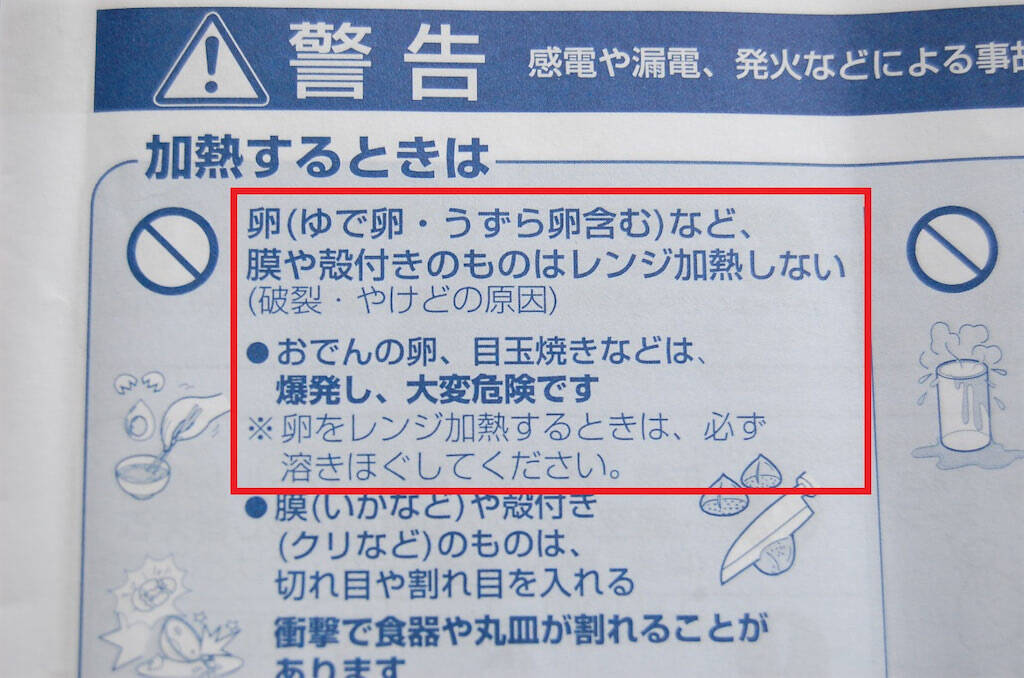 警告
感電や漏電、発火などによる事故
加熱するときは
卵(ゆで卵・うずら卵含む)など、
膜や殻付きのものはレンジ加熱しない
(破裂・やけどの原因)
●おでんの卵、目玉焼きなどは、
爆発し、大変危険です
※卵をレンジ加熱するときは、必ず
溶きほぐしてください。
●膜(いかなど)や殻付き
(クリなど)のものは、
切れ目や割れ目を入れる
衝撃で食器や丸皿が割れることが
あります